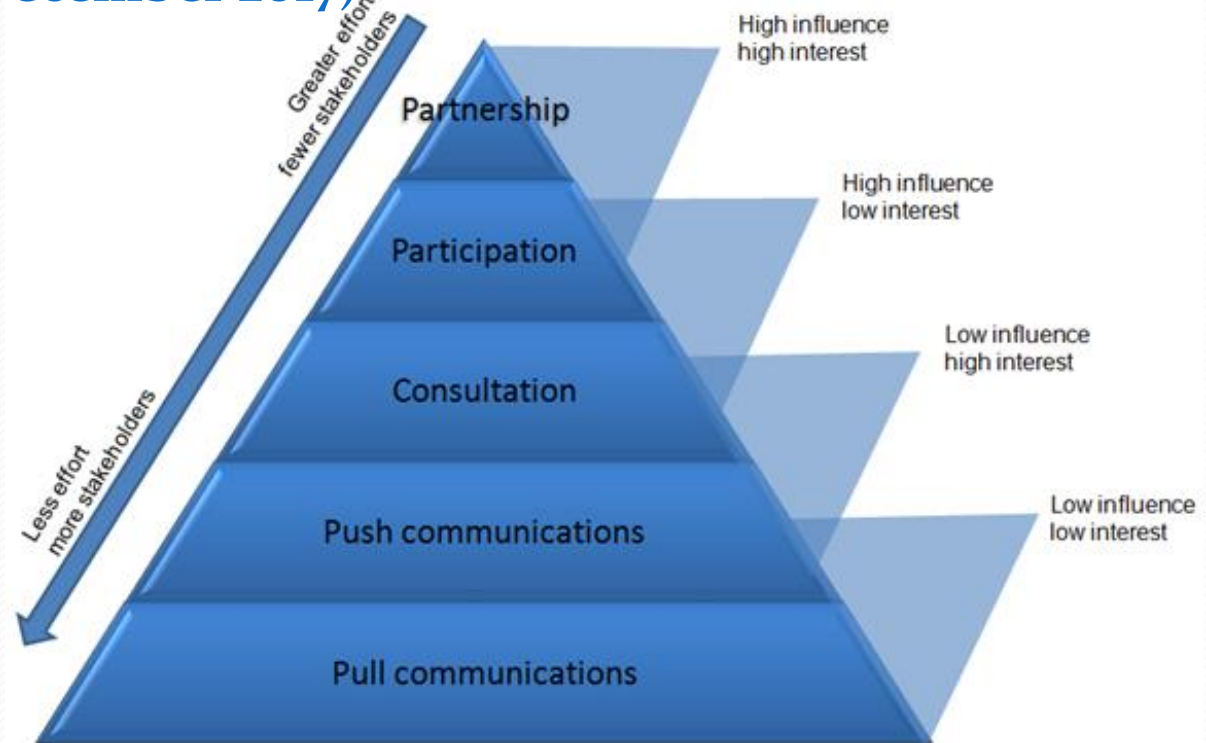 2017)
Greater effort
fewer stakeholders
High influence
high interest
Partnership
High influence
low interest
Participation
Low influence
high interest
Consultation
Less effort
more stakeholders
Low influence
low interest
Push communications
Pull communications